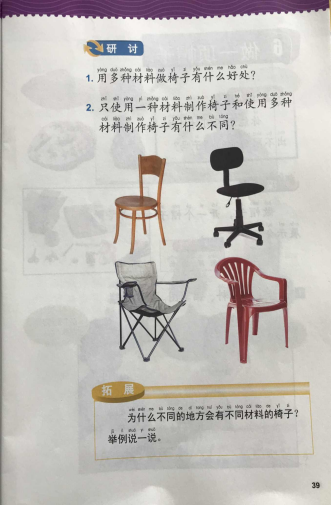 研 讨
1. 用多种材料做椅子有什么好处？
2. 只使用一种材料制作椅子和使用多种
材料制作椅子有什么不同？
拓 展
为什么不同的地方会有不同材料的椅子？
举例说一说。
39